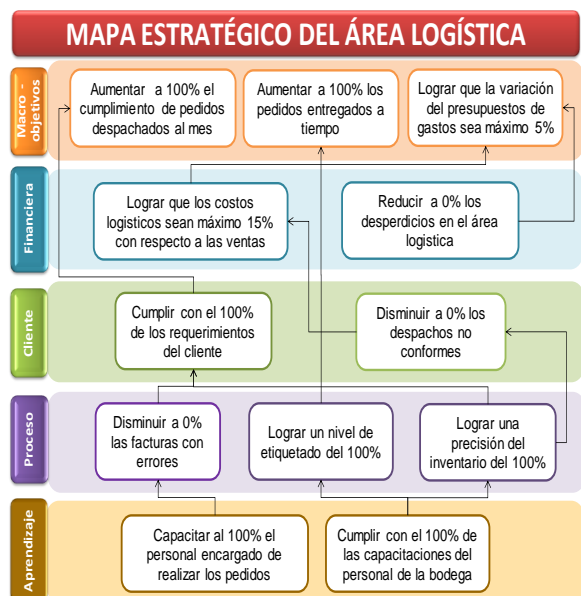 MAPA ESTRATÉGICO DEL ÁREA LOGÍSTICA
Macro -
objetivos
Aumentar a 100% el
cumplimiento de pedidos
despachados al mes
Aumentar a 100% los
pedidos entregados a
tiempo
Lograr que la variación
del presupuestos de
gastos sea máximo 5%
Financiera
Lograr que los costos
logisticos sean máximo 15%
con respecto a las ventas
Reducir a 0% los
desperdicios en el área
logistica
Cliente
Cumplir con el 100%
de los requerimientos
del cliente
Disminuir a 0% los
despachos no
conformes
Proceso
Disminuir a 0%
las facturas con
errores
Lograr un nivel de
etiquetado del 100%
Lograr una
precisión del
inventario del 100%
Aprendizaje
Capacitar al 100% el
personal encargado de
realizar los pedidos
Cumplir con el 100% de
las capacitaciones del
personal de la bodega